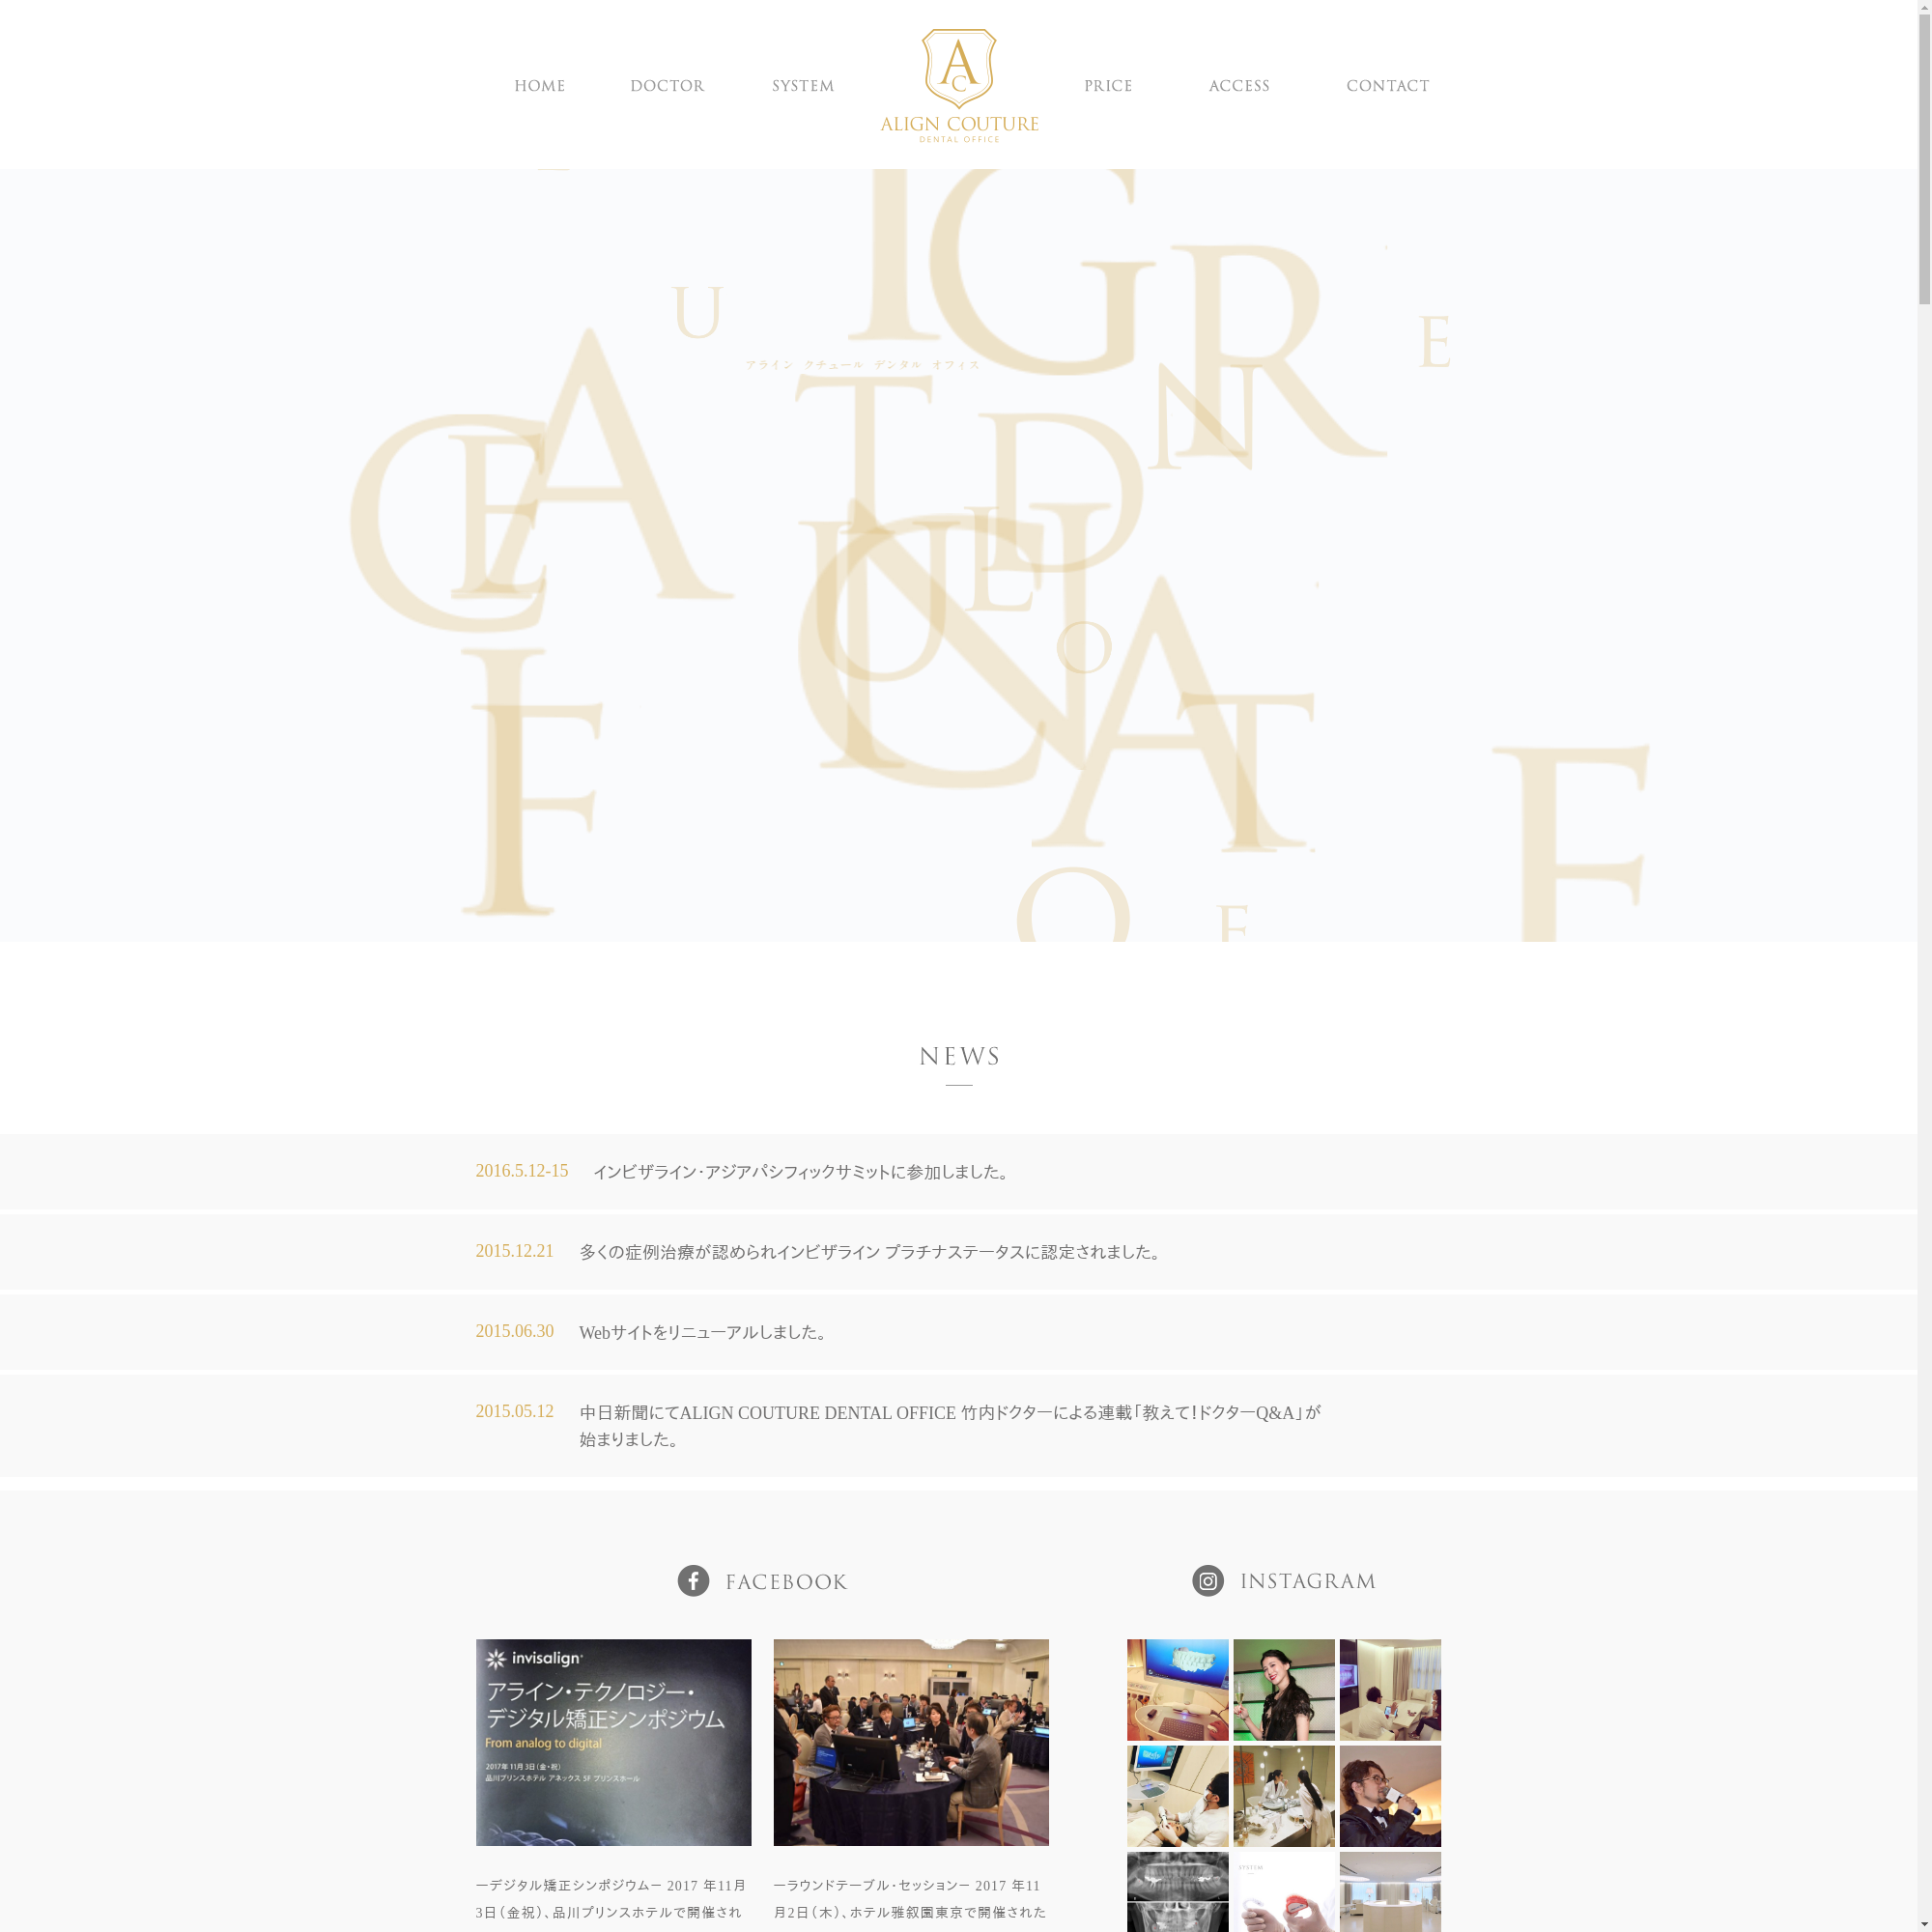 HOME DOCTOR SYSTEM PRICE ACCESS CONTACT
AC
ALIGN COUTURE
DENTAL OFFICE
I G R
U E
アライン クチュール デンタル オフィス
A T N
C E D
U N I
C E
O A
I F T
F
O F
NEWS
2016.5.12-15 インビザライン・アジアパシフィックサミットに参加しました。
2015.12.21 多くの症例治療が認められインビザライン プラチナステータスに認定されました。
2015.06.30 Webサイトをリニューアルしました。
2015.05.12 中日新聞にてALIGN COUTURE DENTAL OFFICE 竹内ドクターによる連載「教えて!ドクターQ&A」が
始まりました。
FACEBOOK
INSTAGRAM
invisalign
アライン・テクノロジー・
デジタル矯正シンポジウム
From analog to digital
2017年11月3日(金・祝)
品川プリンスホテル アネックス 5F プリンスホール
SYSTEM
ーデジタル矯正シンポジウムー 2017 年11月
3日(金祝)、品川プリンスホテルで開催され
ーラウンドテーブル・セッションー 2017 年11
月2日(木)、ホテル雅叙園東京で開催された